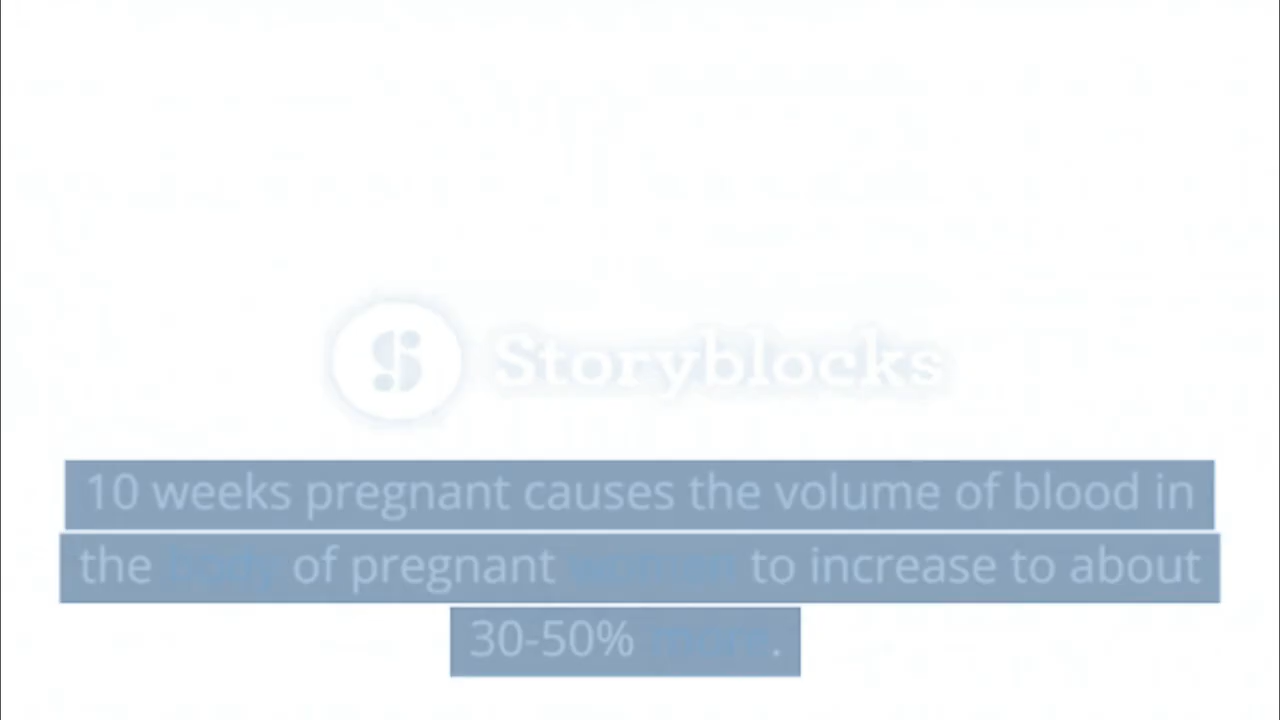 Storyblocks
10 weeks pregnant causes the volume of blood in
the body of pregnant women to increase to about
30-50% more.